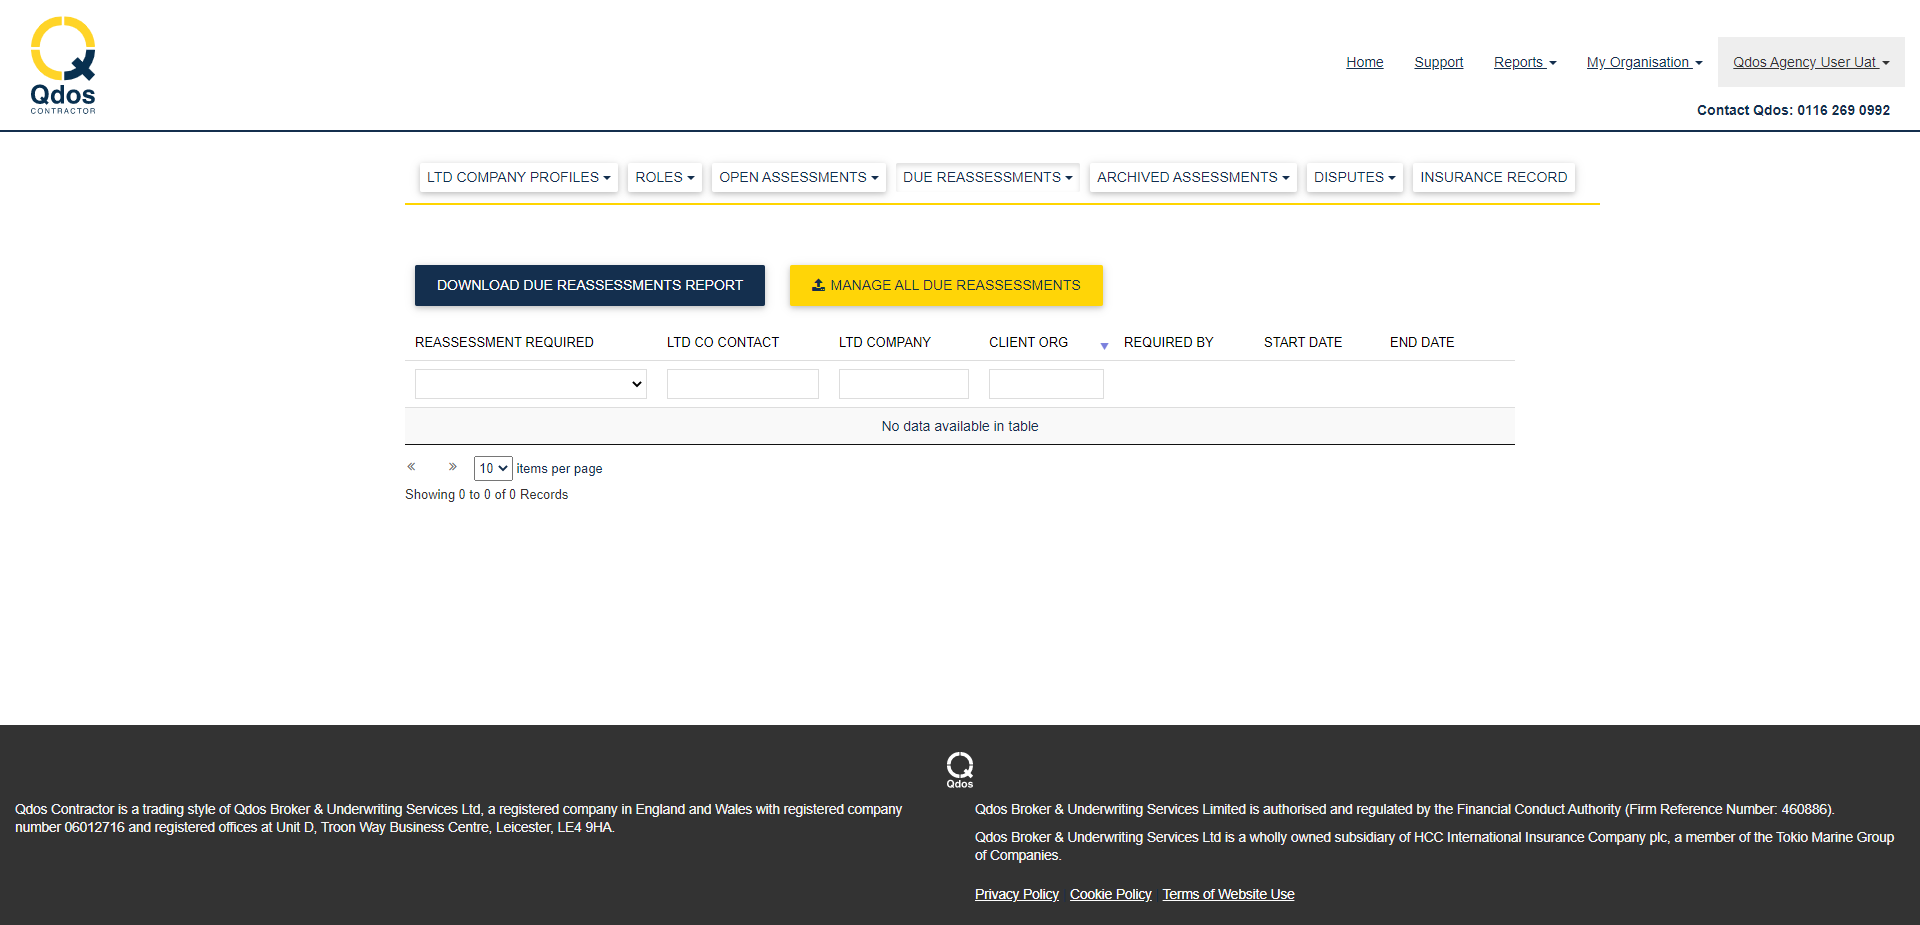 Qdos
CONTRACTOR
Home Support Reports My Organisation Qdos Agency User Uat
Contact Qdos: 0116 269 0992
LTD COMPANY PROFILES ROLES OPEN ASSESSMENTS DUE REASSESSMENTS ARCHIVED ASSESSMENTS DISPUTES INSURANCE RECORD
DOWNLOAD DUE REASSESSMENTS REPORT MANAGE ALL DUE REASSESSMENTS
REASSESSMENT REQUIRED LTD CO CONTACT LTD COMPANY CLIENT ORG REQUIRED BY START DATE END DATE
No data available in table
« » 10 items per page
Showing 0 to 0 of 0 Records
Qdos
Qdos Contractor is a trading style of Qdos Broker & Underwriting Services Ltd, a registered company in England and Wales with registered company
number 06012716 and registered offices at Unit D, Troon Way Business Centre, Leicester, LE4 9HA.
Qdos Broker & Underwriting Services Limited is authorised and regulated by the Financial Conduct Authority (Firm Reference Number: 460886).
Qdos Broker & Underwriting Services Ltd is a wholly owned subsidiary of HCC International Insurance Company plc, a member of the Tokio Marine Group
of Companies.
Privacy Policy Cookie Policy Terms of Website Use